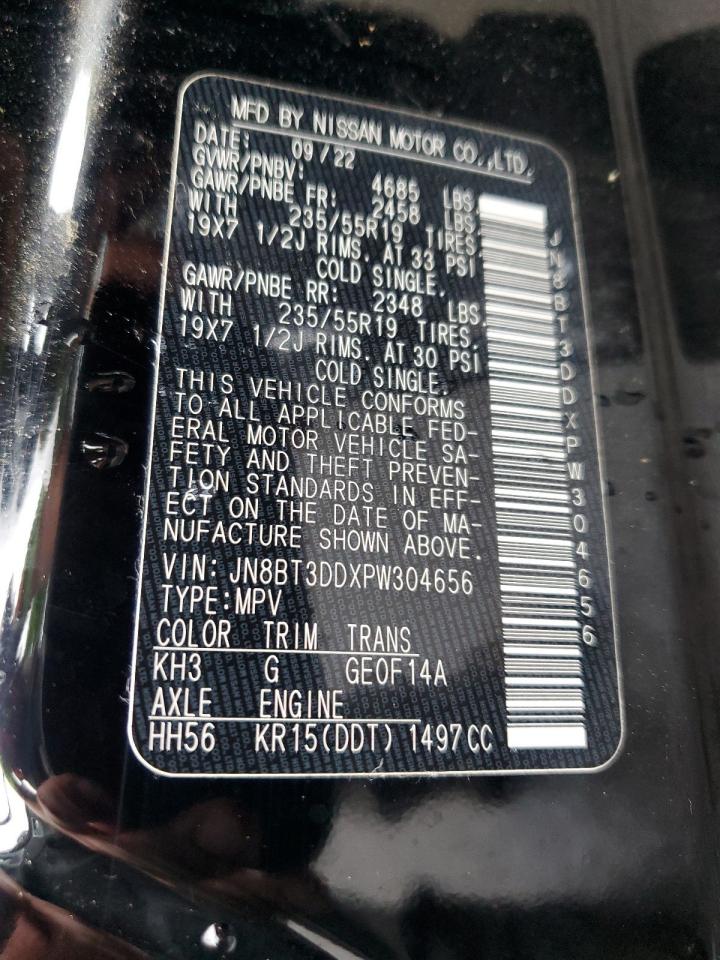 MFD BY NISSAN MOTOR CO.,LTD.
DATE: 09/22
GVWR/PNBV: 4685 LBS.
GAWR/PNBE FR: 2458 LBS.
WITH 235/55R19 TIRES.
19X7 1/2J RIMS. AT 33 PSI
COLD SINGLE.
GAWR/PNBE RR: 2348 LBS.
WITH 235/55R19 TIRES.
19X7 1/2J RIMS. AT 30 PSI
COLD SINGLE.
THIS VEHICLE CONFORMS
TO ALL APPLICABLE FED-
ERAL MOTOR VEHICLE SA-
FETY AND THEFT PREVEN-
TION STANDARDS IN EFF-
ECT ON THE DATE OF MA-
NUFACTURE SHOWN ABOVE.
VIN: JN8BT3DDXPW304656
TYPE:MPV
COLOR TRIM TRANS
KH3 G GE0F14A
AXLE ENGINE
HH56 KR15(DDT) 1497CC
JN8BT3DDXPW304656